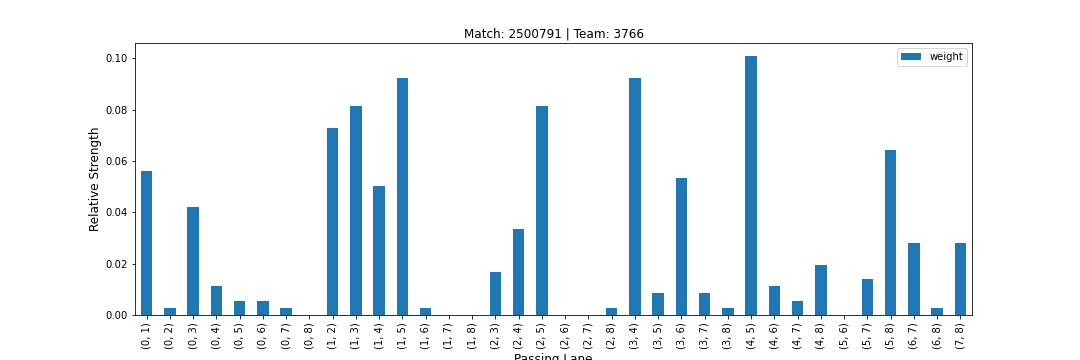 Match: 2500791 | Team: 3766
weight
Relative Strength
0.10
0.08
0.06
0.04
0.02
0.00
(0, 1) (0, 2) (0, 3) (0, 4) (0, 5) (0, 6) (0, 7) (0, 8) (1, 2) (1, 3) (1, 4) (1, 5) (1, 6) (1, 7) (1, 8) (2, 3) (2, 4) (2, 5) (2, 6) (2, 7) (2, 8) (3, 4) (3, 5) (3, 6) (3, 7) (3, 8) (4, 5) (4, 6) (4, 7) (4, 8) (5, 6) (5, 7) (5, 8) (6, 7) (6, 8) (7, 8)
Passing Lane